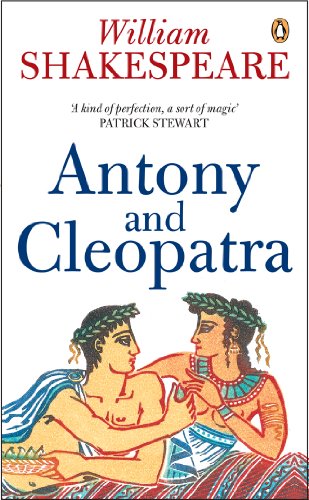 William
SHAKESPEARE
'A kind of perfection, a sort of magic'
PATRICK STEWART
Antony
and
Cleopatra